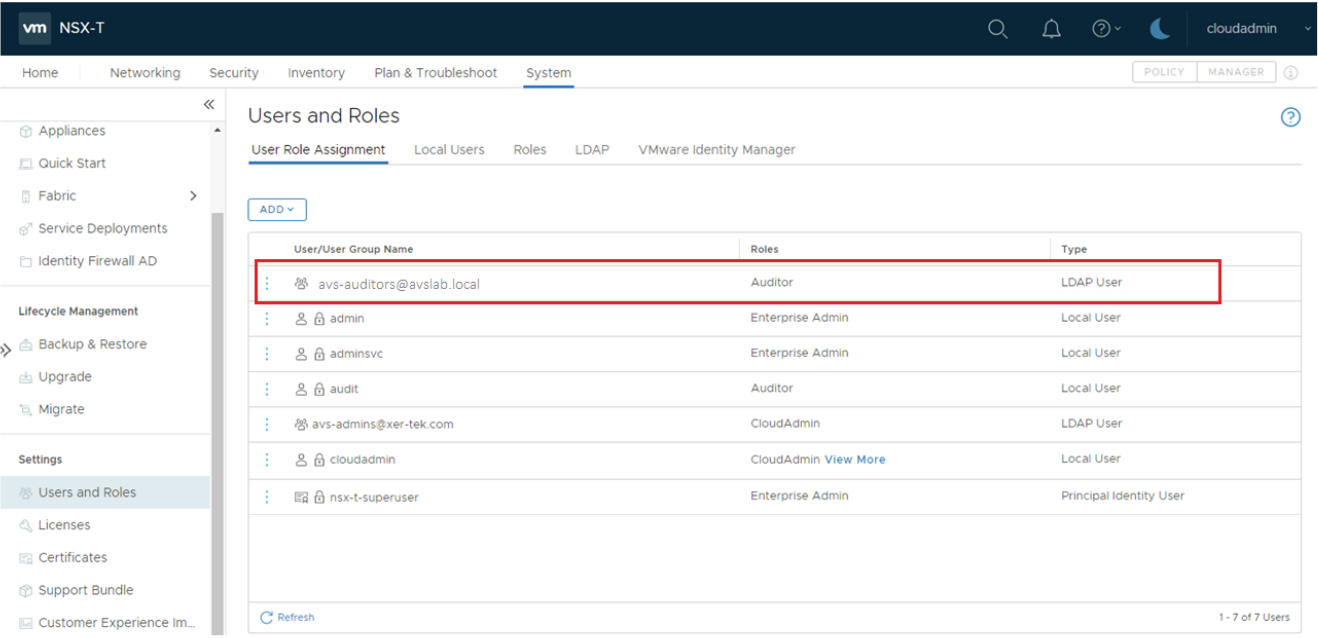 vm NSX-T cloudadmin
Home Networking Security Inventory Plan & Troubleshoot System POLICY MANAGER
Appliances
Quick Start
Fabric
Service Deployments
Identity Firewall AD
Lifecycle Management
Backup & Restore
Upgrade
Migrate
Settings
Users and Roles
Licenses
Certificates
Support Bundle
Customer Experience Im...
Users and Roles
User Role Assignment Local Users Roles LDAP VMware Identity Manager
ADD
User/User Group Name Roles Type
avs-auditors@avslab.local Auditor LDAP User
admin Enterprise Admin Local User
adminsvc Enterprise Admin Local User
audit Auditor Local User
avs-admins@xer-tek.com CloudAdmin LDAP User
cloudadmin CloudAdmin View More Local User
nsx-t-superuser Enterprise Admin Principal Identity User
Refresh 1 - 7 of 7 Users